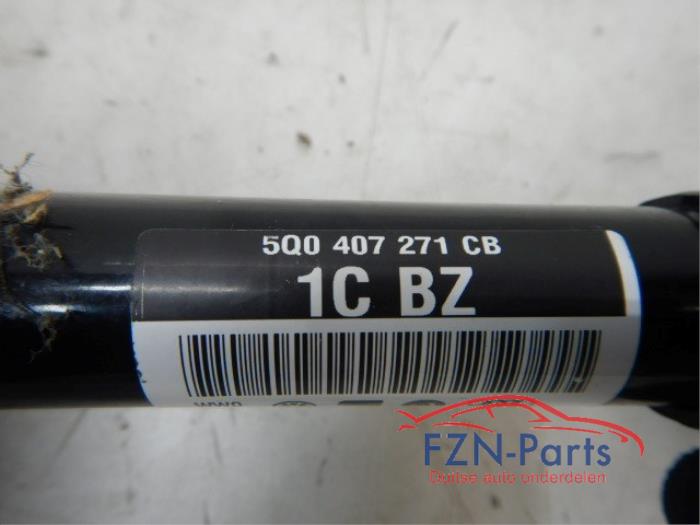 5Q0 407 271 CB
1C BZ
FZN-Parts
Duitse auto onderdelen